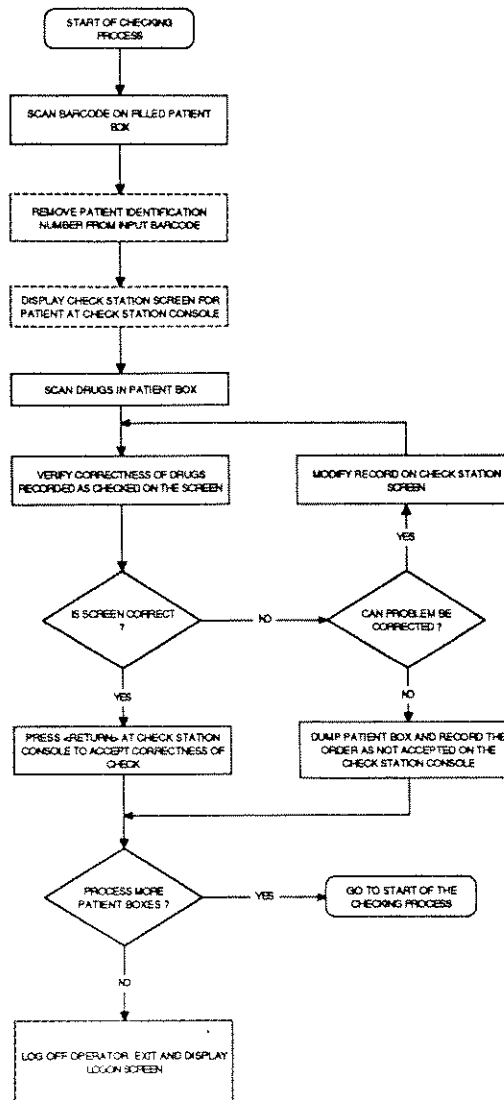 START OF CHECKING
PROCESS
SCAN BARCODE ON FILLED PATIENT
BOX
REMOVE PATIENT IDENTIFICATION
NUMBER FROM INPUT BARCODE
DISPLAY CHECK STATION SCREEN FOR
PATIENT AT CHECK STATION CONSOLE
SCAN DRUGS IN PATIENT BOX
VERIFY CORRECTNESS OF DRUGS
RECORDED AS CHECKED ON THE SCREEN
MODIFY RECORD ON CHECK STATION
SCREEN
YES
IS SCREEN CORRECT
?
NO
CAN PROBLEM BE
CORRECTED ?
YES
NO
PRESS <RETURN> AT CHECK STATION
CONSOLE TO ACCEPT CORRECTNESS OF
CHECK
DUMP PATIENT BOX AND RECORD THE
ORDER AS NOT ACCEPTED ON THE
CHECK STATION CONSOLE
PROCESS MORE
PATIENT BOXES ?
YES
GO TO START OF THE
CHECKING PROCESS
NO
LOG OFF OPERATOR EXIT AND DISPLAY
LOGON SCREEN